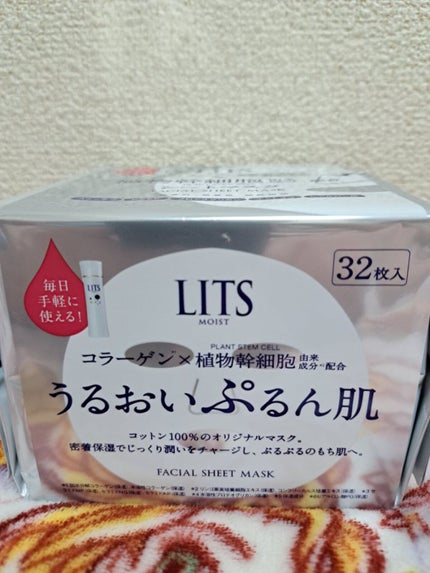 FACIAL SHEET MASK
毎日
手軽に
使える!
LITS
32枚入
LITS
MOIST
PLANT STEM CELL
コラーゲン×植物幹細胞由来成分配合
うるおいぷるん肌
コットン100%のオリジナルマスク。
密着保湿でじっくり潤いをチャージし、ぷるぷるのもち肌へ。
FACIAL SHEET MASK